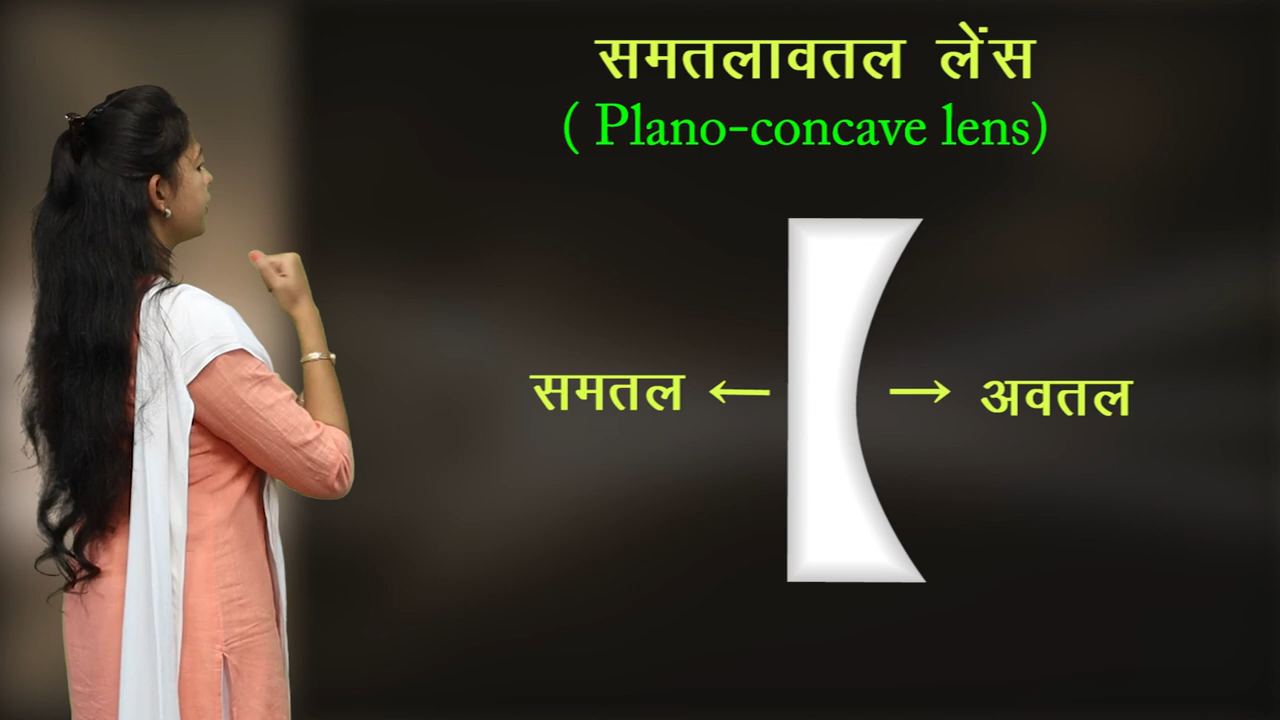 समतलावतल लेंस
( Plano-concave lens)
समतल ← → अवतल